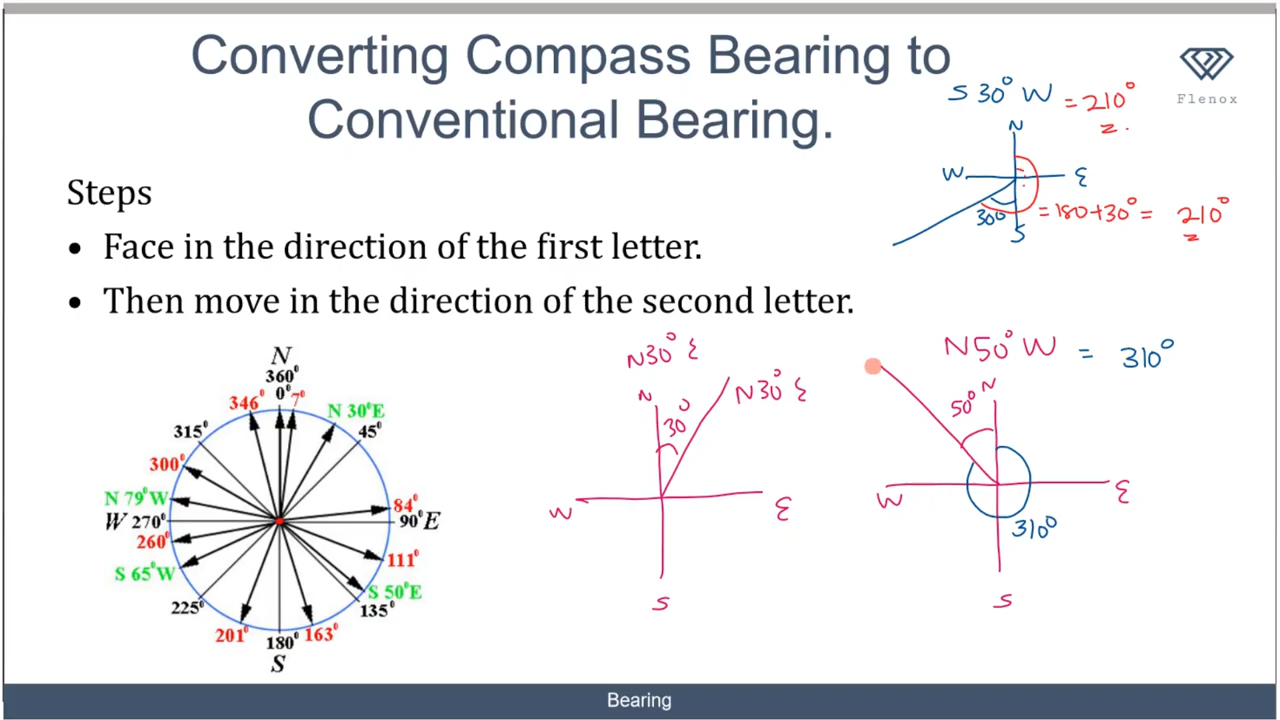 Converting Compass Bearing to
Conventional Bearing.
Flenox
S 30° W = 210°
N
W
E
30°
= 180+30° = 210°
S
Steps
• Face in the direction of the first letter.
• Then move in the direction of the second letter.
N
360°
0°
7°
346°
N 30°E
315°
45°
300°
N 79°W
84°
W 270°
90° E
260°
111°
S 65°W
S 50°E
225°
135°
201°
180°
163°
S
N30° E
N
N30° E
30°
W
E
S
N50° W = 310°
N
50°
W
E
310°
S
Bearing